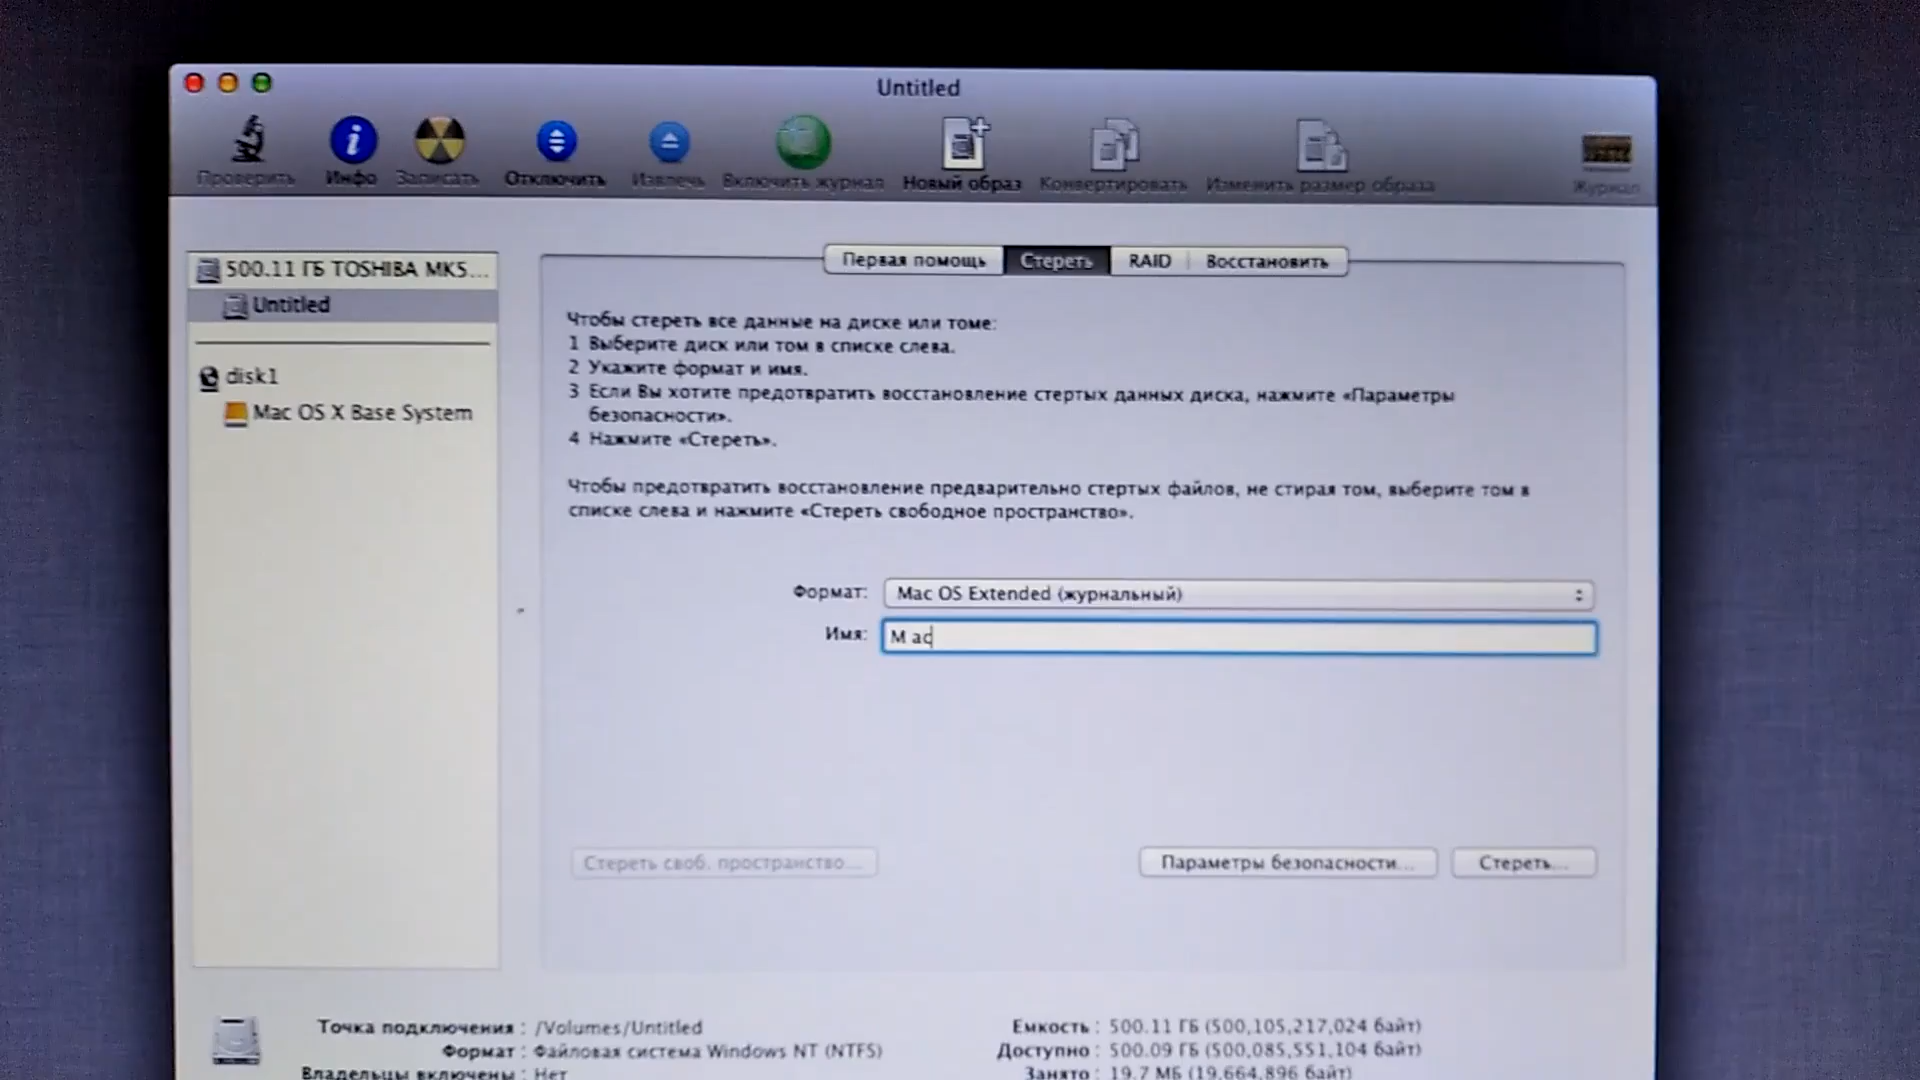 Untitled
Проверить Инфо Записать Отключить Извлечь Включить журнал Новый образ Конвертировать Изменить размер образа Журнал
500.11 ГБ TOSHIBA MK5...
Untitled
disk1
Mac OS X Base System
Первая помощь Стереть RAID Восстановить
Чтобы стереть все данные на диске или томе:
1 Выберите диск или том в списке слева.
2 Укажите формат и имя.
3 Если Вы хотите предотвратить восстановление стертых данных диска, нажмите «Параметры
безопасности».
4 Нажмите «Стереть».
Чтобы предотвратить восстановление предварительно стертых файлов, не стирая том, выберите том в
списке слева и нажмите «Стереть свободное пространство».
Формат: Mac OS Extended (журнальный)
Имя: M ac
Стереть своб. пространство... Параметры безопасности... Стереть...
Точка подключения : /Volumes/Untitled
Формат : Файловая система Windows NT (NTFS)
Владельцы включены : Нет
Емкость : 500.11 ГБ (500,105,217,024 байт)
Доступно : 500.09 ГБ (500,085,551,104 байт)
Занято : 19.7 МБ (19,664,896 байт)